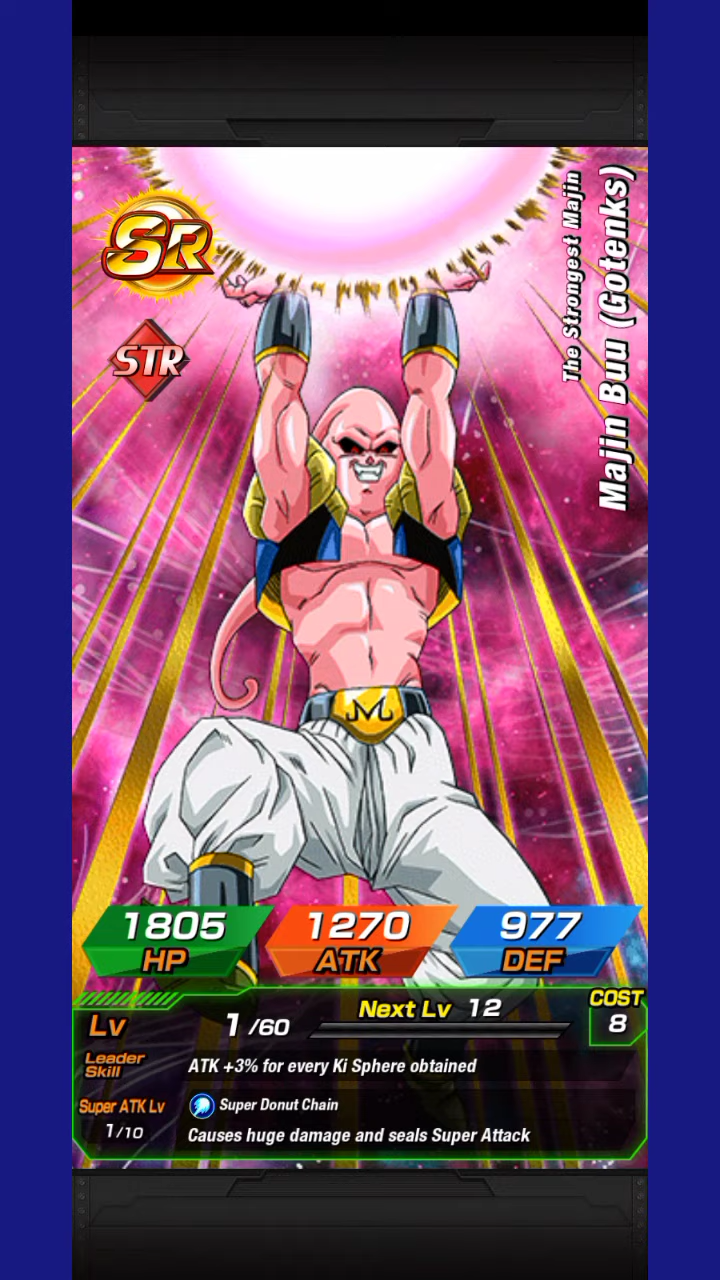 SR
STR
The Strongest Majin
Majin Buu (Gotenks)
M
1805 1270 977
HP ATK DEF
Lv 1/60 Next Lv 12 COST 8
Leader Skill ATK +3% for every Ki Sphere obtained
Super ATK Lv Super Donut Chain
1/10 Causes huge damage and seals Super Attack